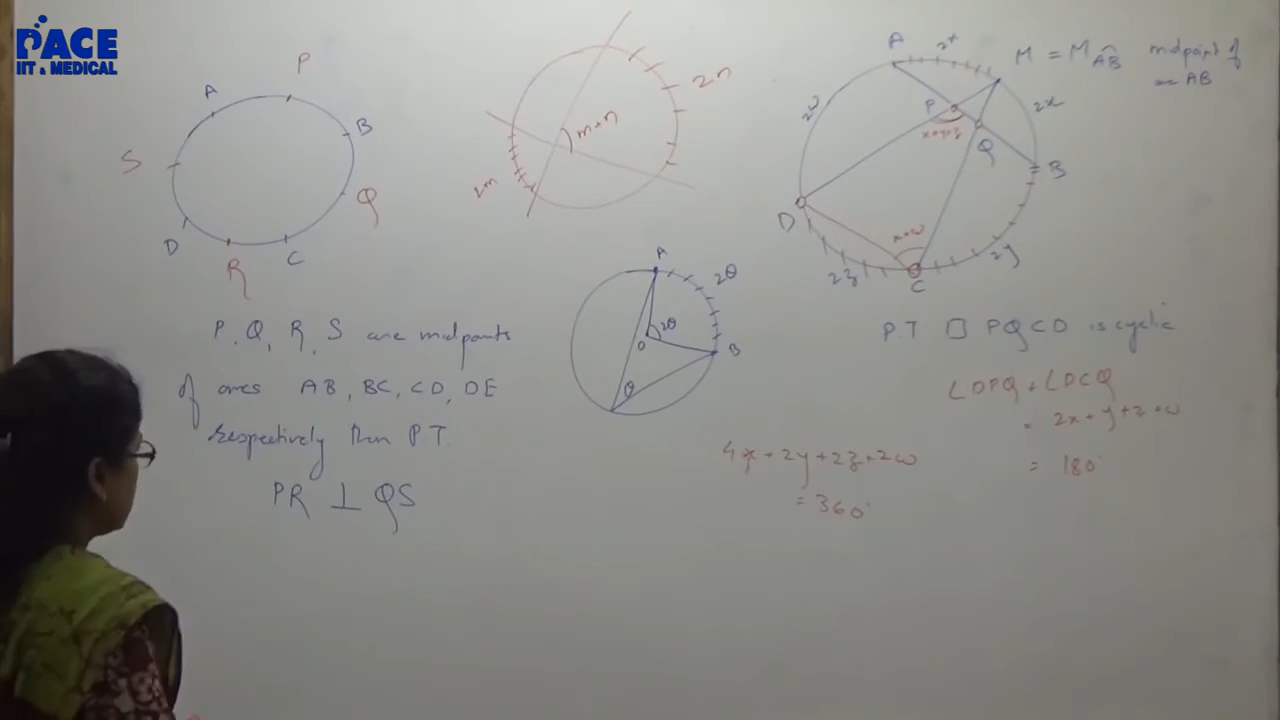 PACE
IIT & MEDICAL
P
A
B
S
Q
D
R
C
2n
m+n
2m
A
2x
M = M AB midpoint of
arc AB
2w
P
2x
x+y+z
Q
B
D
x+w
2z
C
2y
A
2θ
2θ
O
B
θ
P, Q, R, S are midpoints
of arcs AB, BC, CD, DE
respectively then PT.
PR ⊥ QS
P.T □ PQCD is cyclic
∠DPQ + ∠DCQ
= 2x+y+z+w
= 180°
4x+2y+2z+2w
= 360°